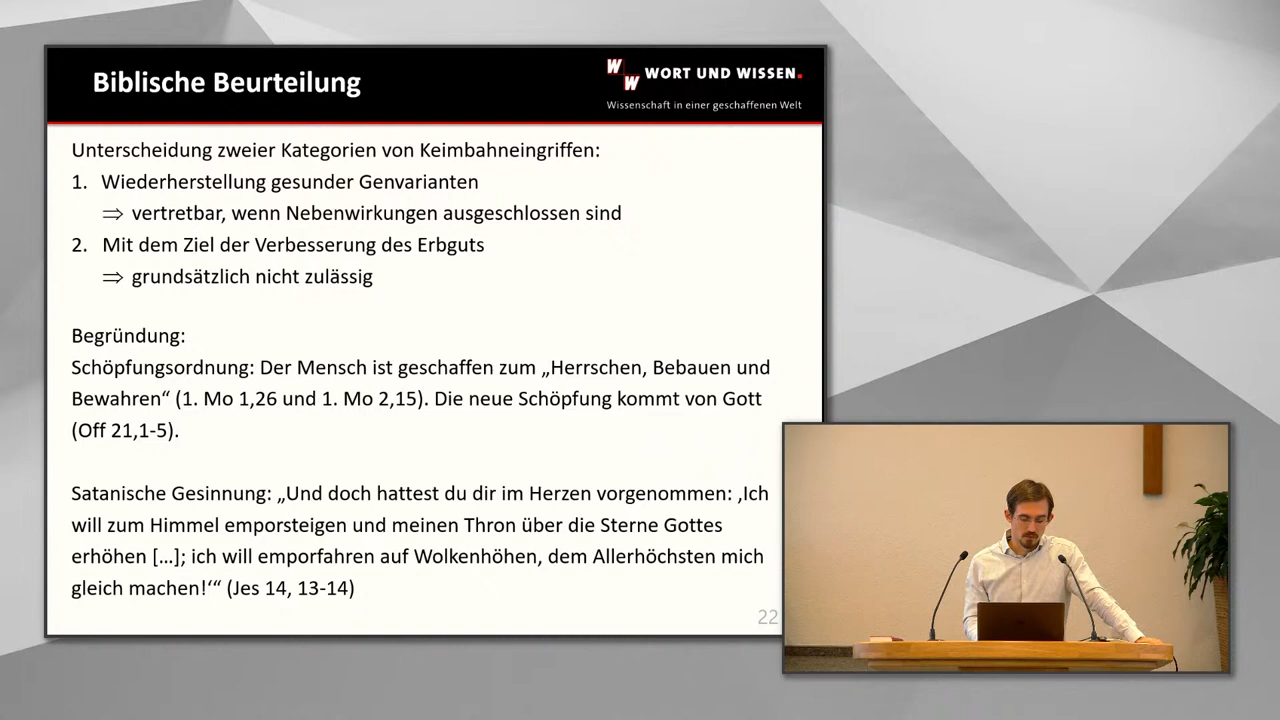 Biblische Beurteilung
W
W WORT UND WISSEN.
Wissenschaft in einer geschaffenen Welt
Unterscheidung zweier Kategorien von Keimbahneingriffen:
1. Wiederherstellung gesunder Genvarianten
⇒ vertretbar, wenn Nebenwirkungen ausgeschlossen sind
2. Mit dem Ziel der Verbesserung des Erbguts
⇒ grundsätzlich nicht zulässig
Begründung:
Schöpfungsordnung: Der Mensch ist geschaffen zum „Herrschen, Bebauen und
Bewahren“ (1. Mo 1,26 und 1. Mo 2,15). Die neue Schöpfung kommt von Gott
(Off 21,1-5).
Satanische Gesinnung: „Und doch hattest du dir im Herzen vorgenommen: ‚Ich
will zum Himmel emporsteigen und meinen Thron über die Sterne Gottes
erhöhen […]; ich will emporfahren auf Wolkenhöhen, dem Allerhöchsten mich
gleich machen!‘“ (Jes 14, 13-14)
22